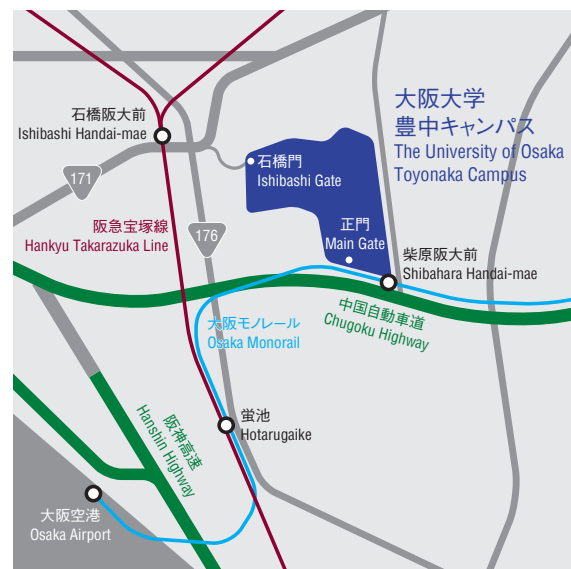 大阪大学
豊中キャンパス
The University of Osaka
Toyonaka Campus
石橋阪大前
Ishibashi Handai-mae
石橋門
Ishibashi Gate
171
正門
Main Gate
阪急宝塚線
Hankyu Takarazuka Line
176
柴原阪大前
Shibahara Handai-mae
中国自動車道
Chugoku Highway
大阪モノレール
Osaka Monorail
阪神高速
Hanshin Highway
蛍池
Hotarugaike
大阪空港
Osaka Airport